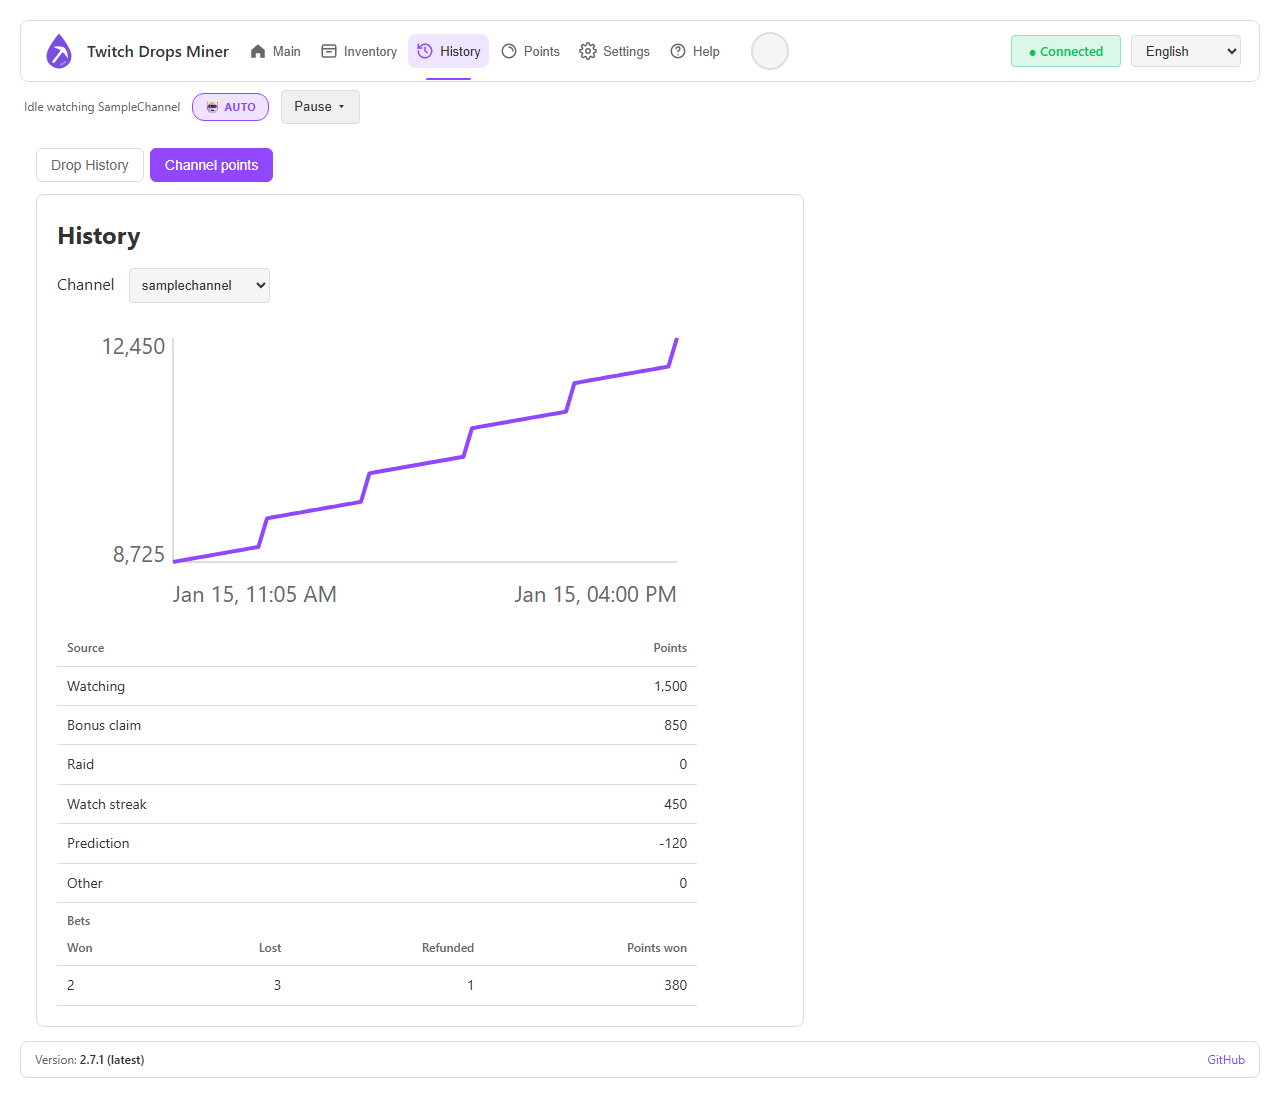 Twitch Drops Miner Main Inventory History Points Settings Help ● Connected English
Idle watching SampleChannel AUTO Pause
Drop History Channel points
History
Channel samplechannel
12,450
8,725
Jan 15, 11:05 AM Jan 15, 04:00 PM
Source Points
Watching 1,500
Bonus claim 850
Raid 0
Watch streak 450
Prediction -120
Other 0
Bets
Won Lost Refunded Points won
2 3 1 380
Version: 2.7.1 (latest) GitHub